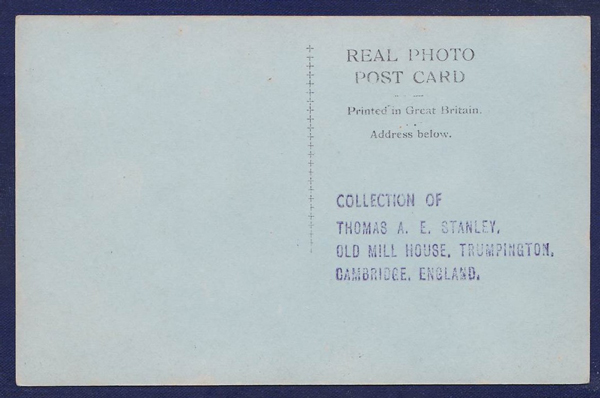 REAL PHOTO
POST CARD
Printed in Great Britain.
Address below.
COLLECTION OF
THOMAS A. E. STANLEY,
OLD MILL HOUSE, TRUMPINGTON,
CAMBRIDGE, ENGLAND.